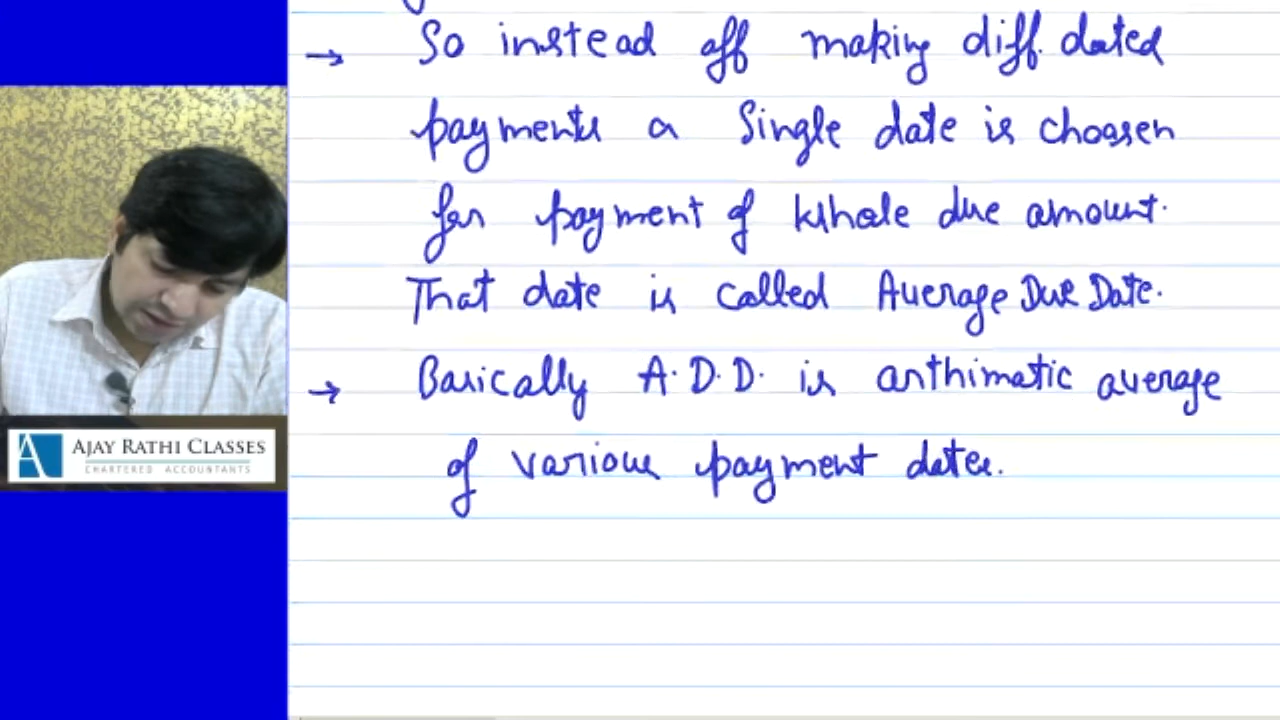 → So instead off making diff. dated
payments a Single date is choosen
for payment of Whole due amount.
That date is called Average Due Date.
→ Basically A.D.D. is arthimatic average
of various payment dates.
AJAY RATHI CLASSES
CHARTERED ACCOUNTANTS